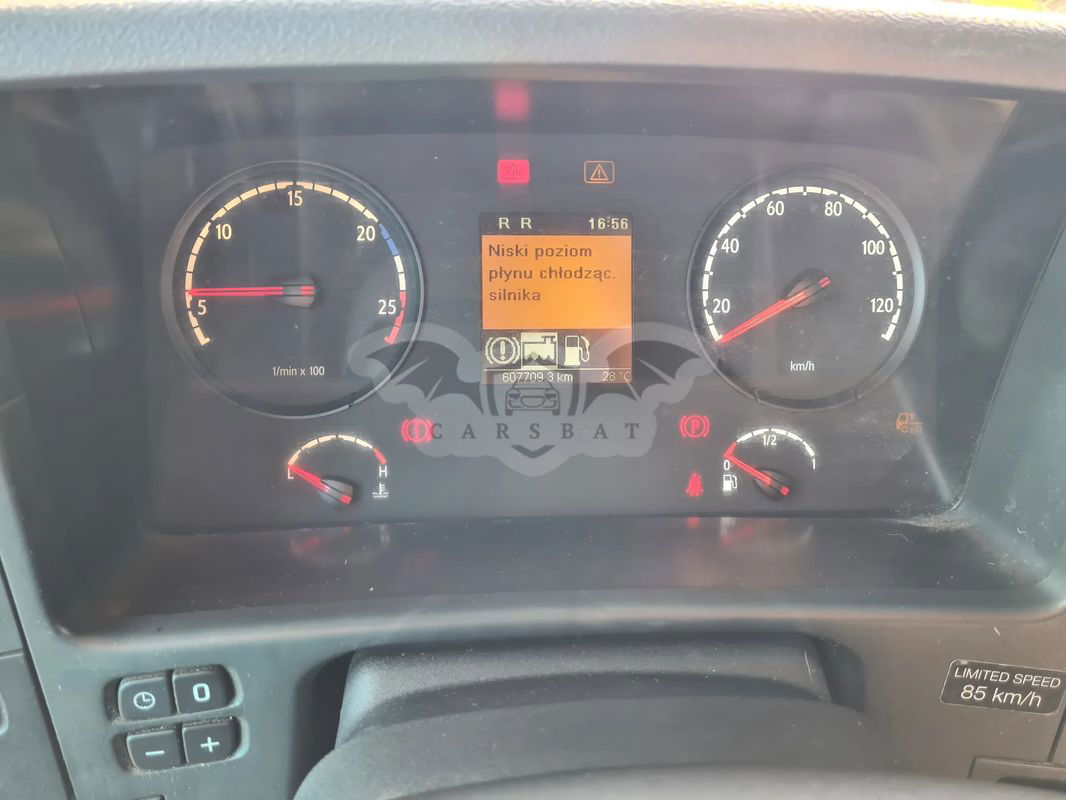 R R 16:56
Niski poziom
płynu chłodząc.
silnika
607709.3 km 28 °C
5
10
15
20
25
1/min x 100
20
40
60
80
100
120
km/h
L H
P
0 1/2 1
CARSBAT
0
- +
LIMITED SPEED
85 km/h